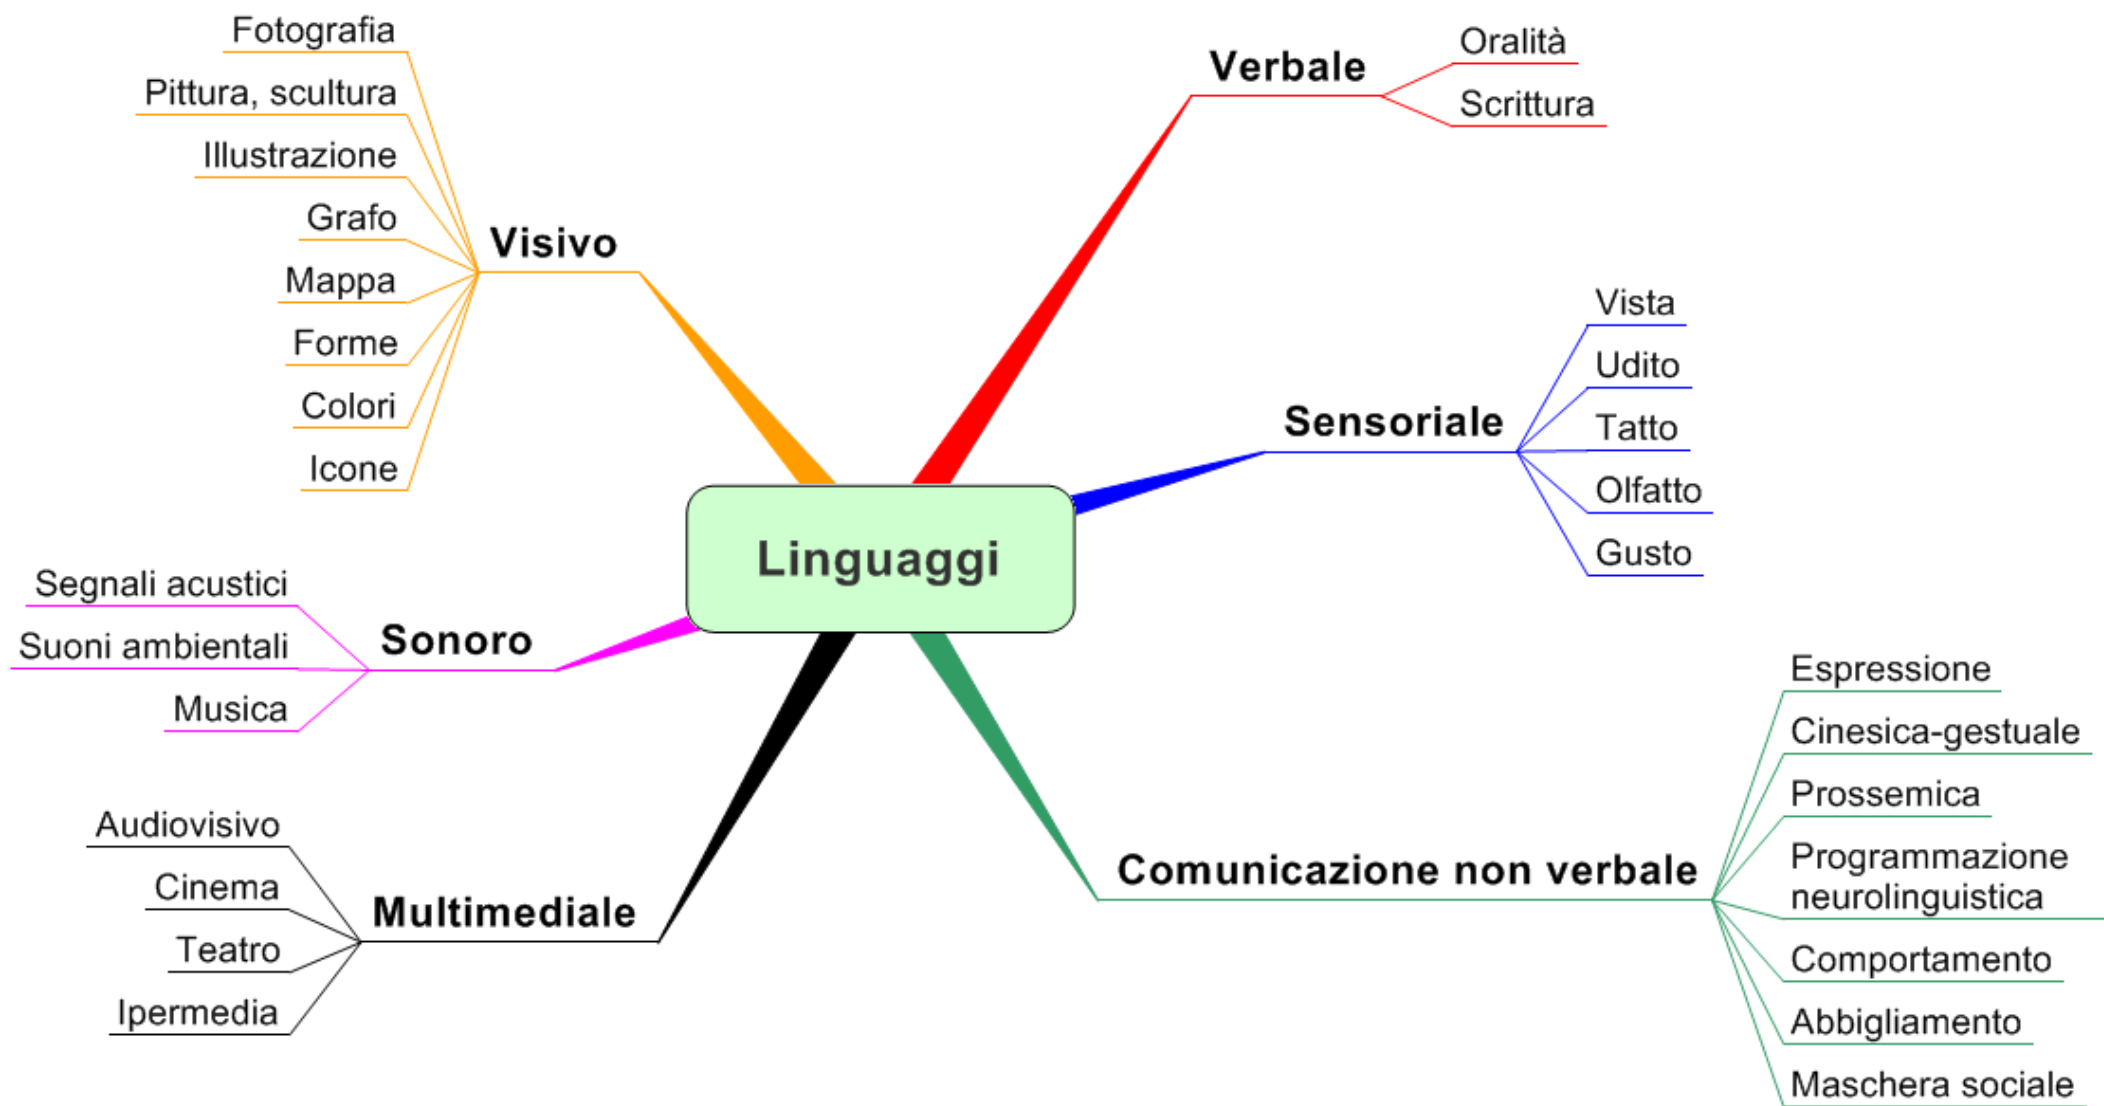 Linguaggi
Verbale
Oralità
Scrittura
Sensoriale
Vista
Udito
Tatto
Olfatto
Gusto
Comunicazione non verbale
Espressione
Cinesica-gestuale
Prossemica
Programmazione
neurolinguistica
Comportamento
Abbigliamento
Maschera sociale
Multimediale
Audiovisivo
Cinema
Teatro
Ipermedia
Sonoro
Segnali acustici
Suoni ambientali
Musica
Visivo
Fotografia
Pittura, scultura
Illustrazione
Grafo
Mappa
Forme
Colori
Icone